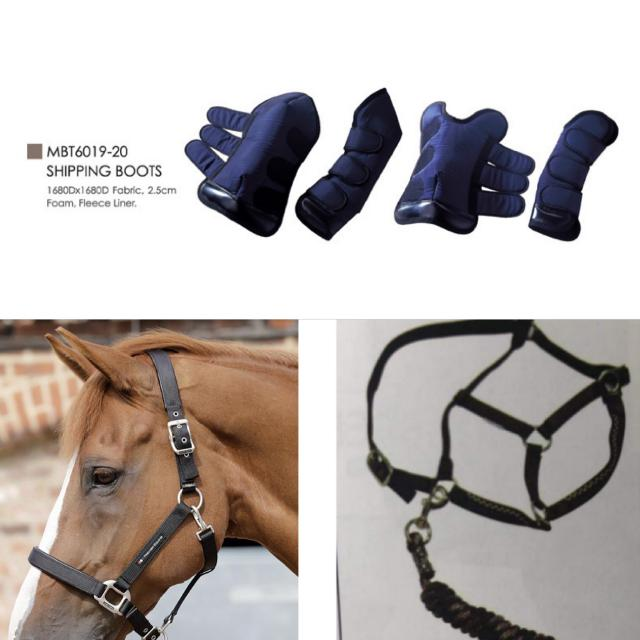 MBT6019-20
SHIPPING BOOTS
1680Dx1680D Fabric, 2.5cm
Foam, Fleece Liner.